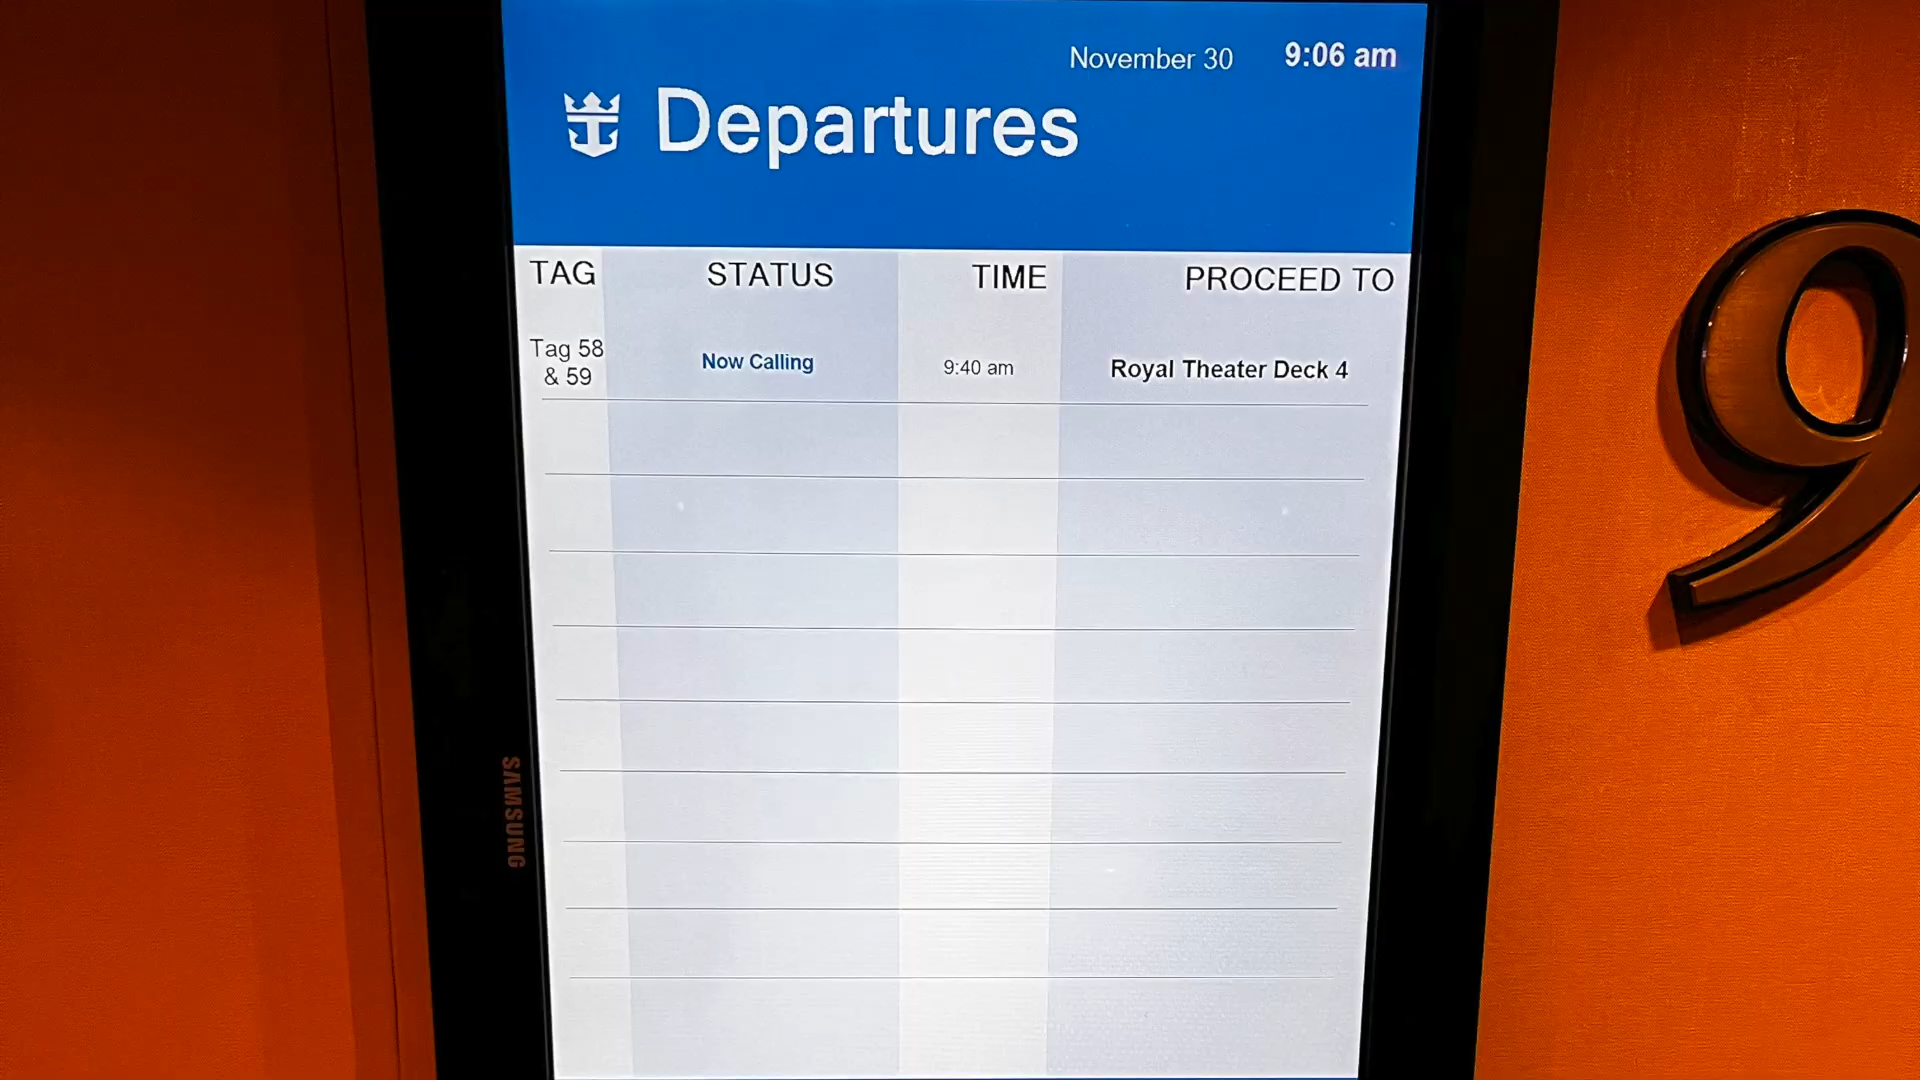 November 30 9:06 am
Departures
TAG STATUS TIME PROCEED TO
Tag 58
& 59
Now Calling
9:40 am
Royal Theater Deck 4
SAMSUNG
9